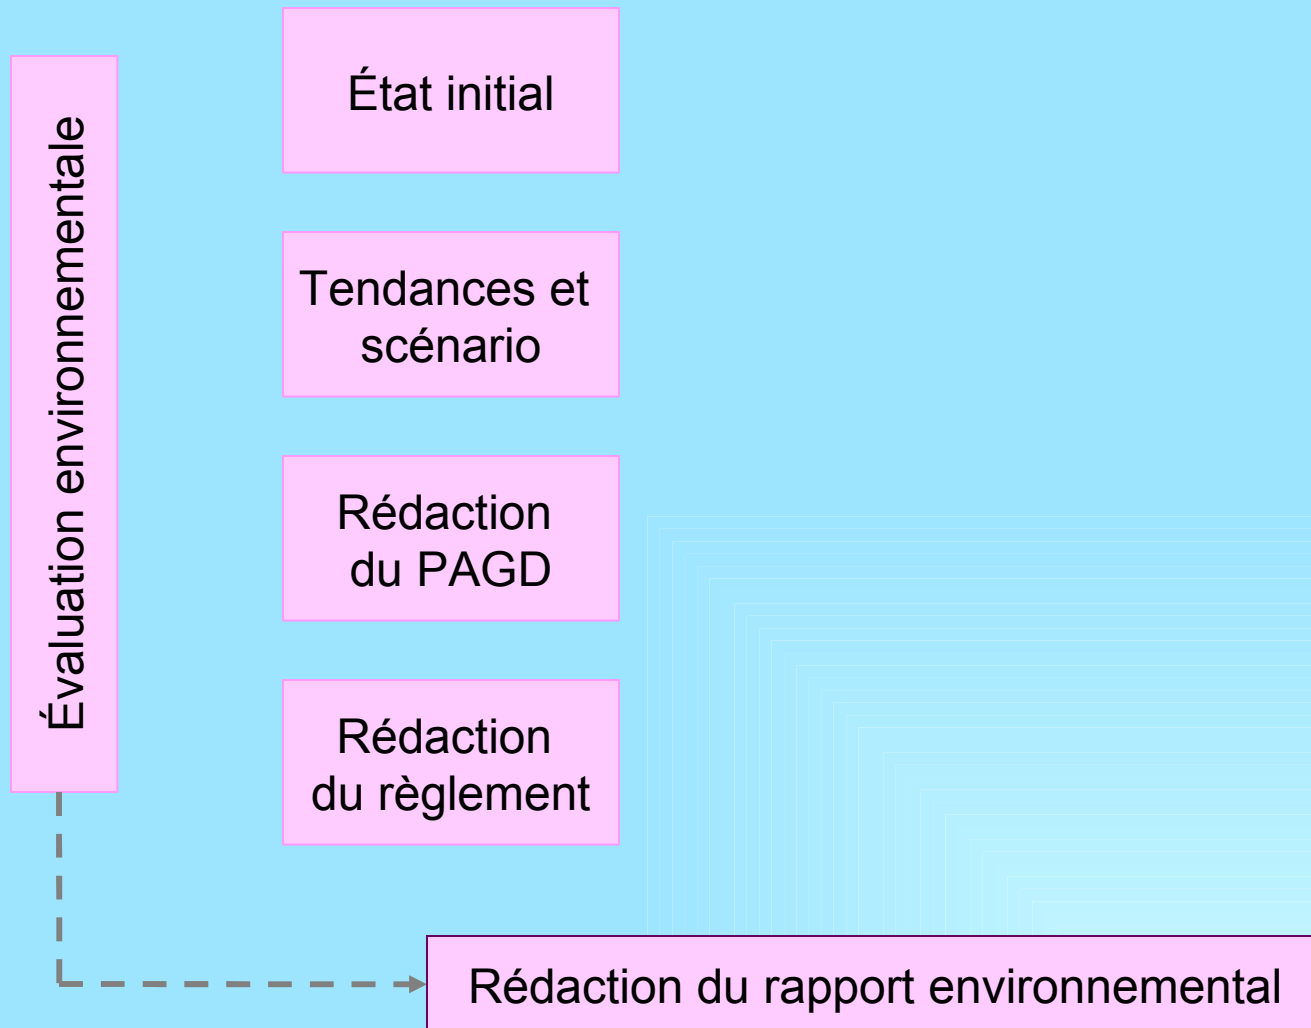 Évaluation environnementale
État initial
Tendances et
scénario
Rédaction
du PAGD
Rédaction
du règlement
Rédaction du rapport environnemental